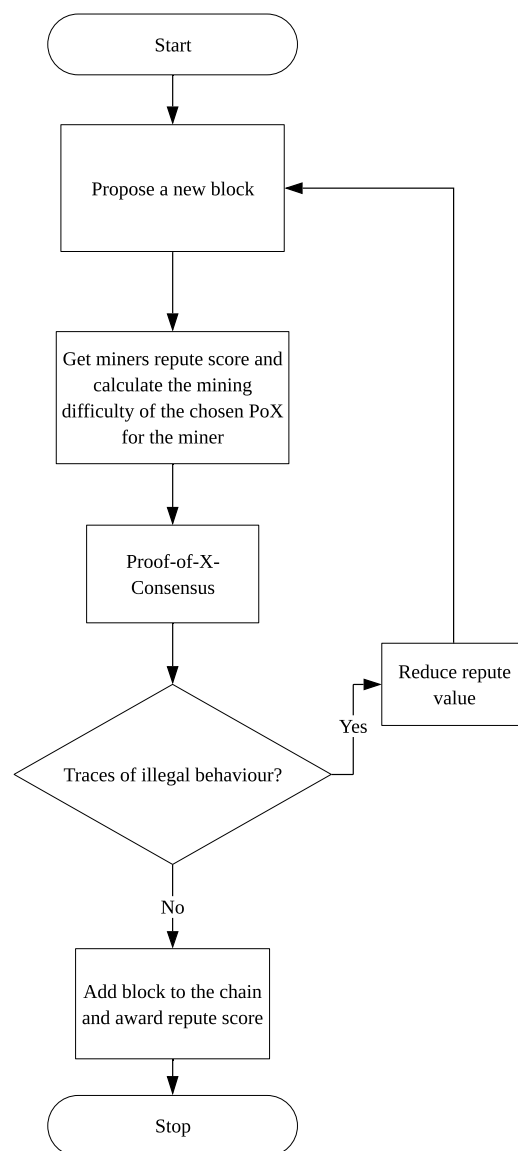 Start
Propose a new block
Get miners repute score and
calculate the mining
difficulty of the chosen PoX
for the miner
Proof-of-X-
Consensus
Reduce repute
value
Yes
Traces of illegal behaviour?
No
Add block to the chain
and award repute score
Stop